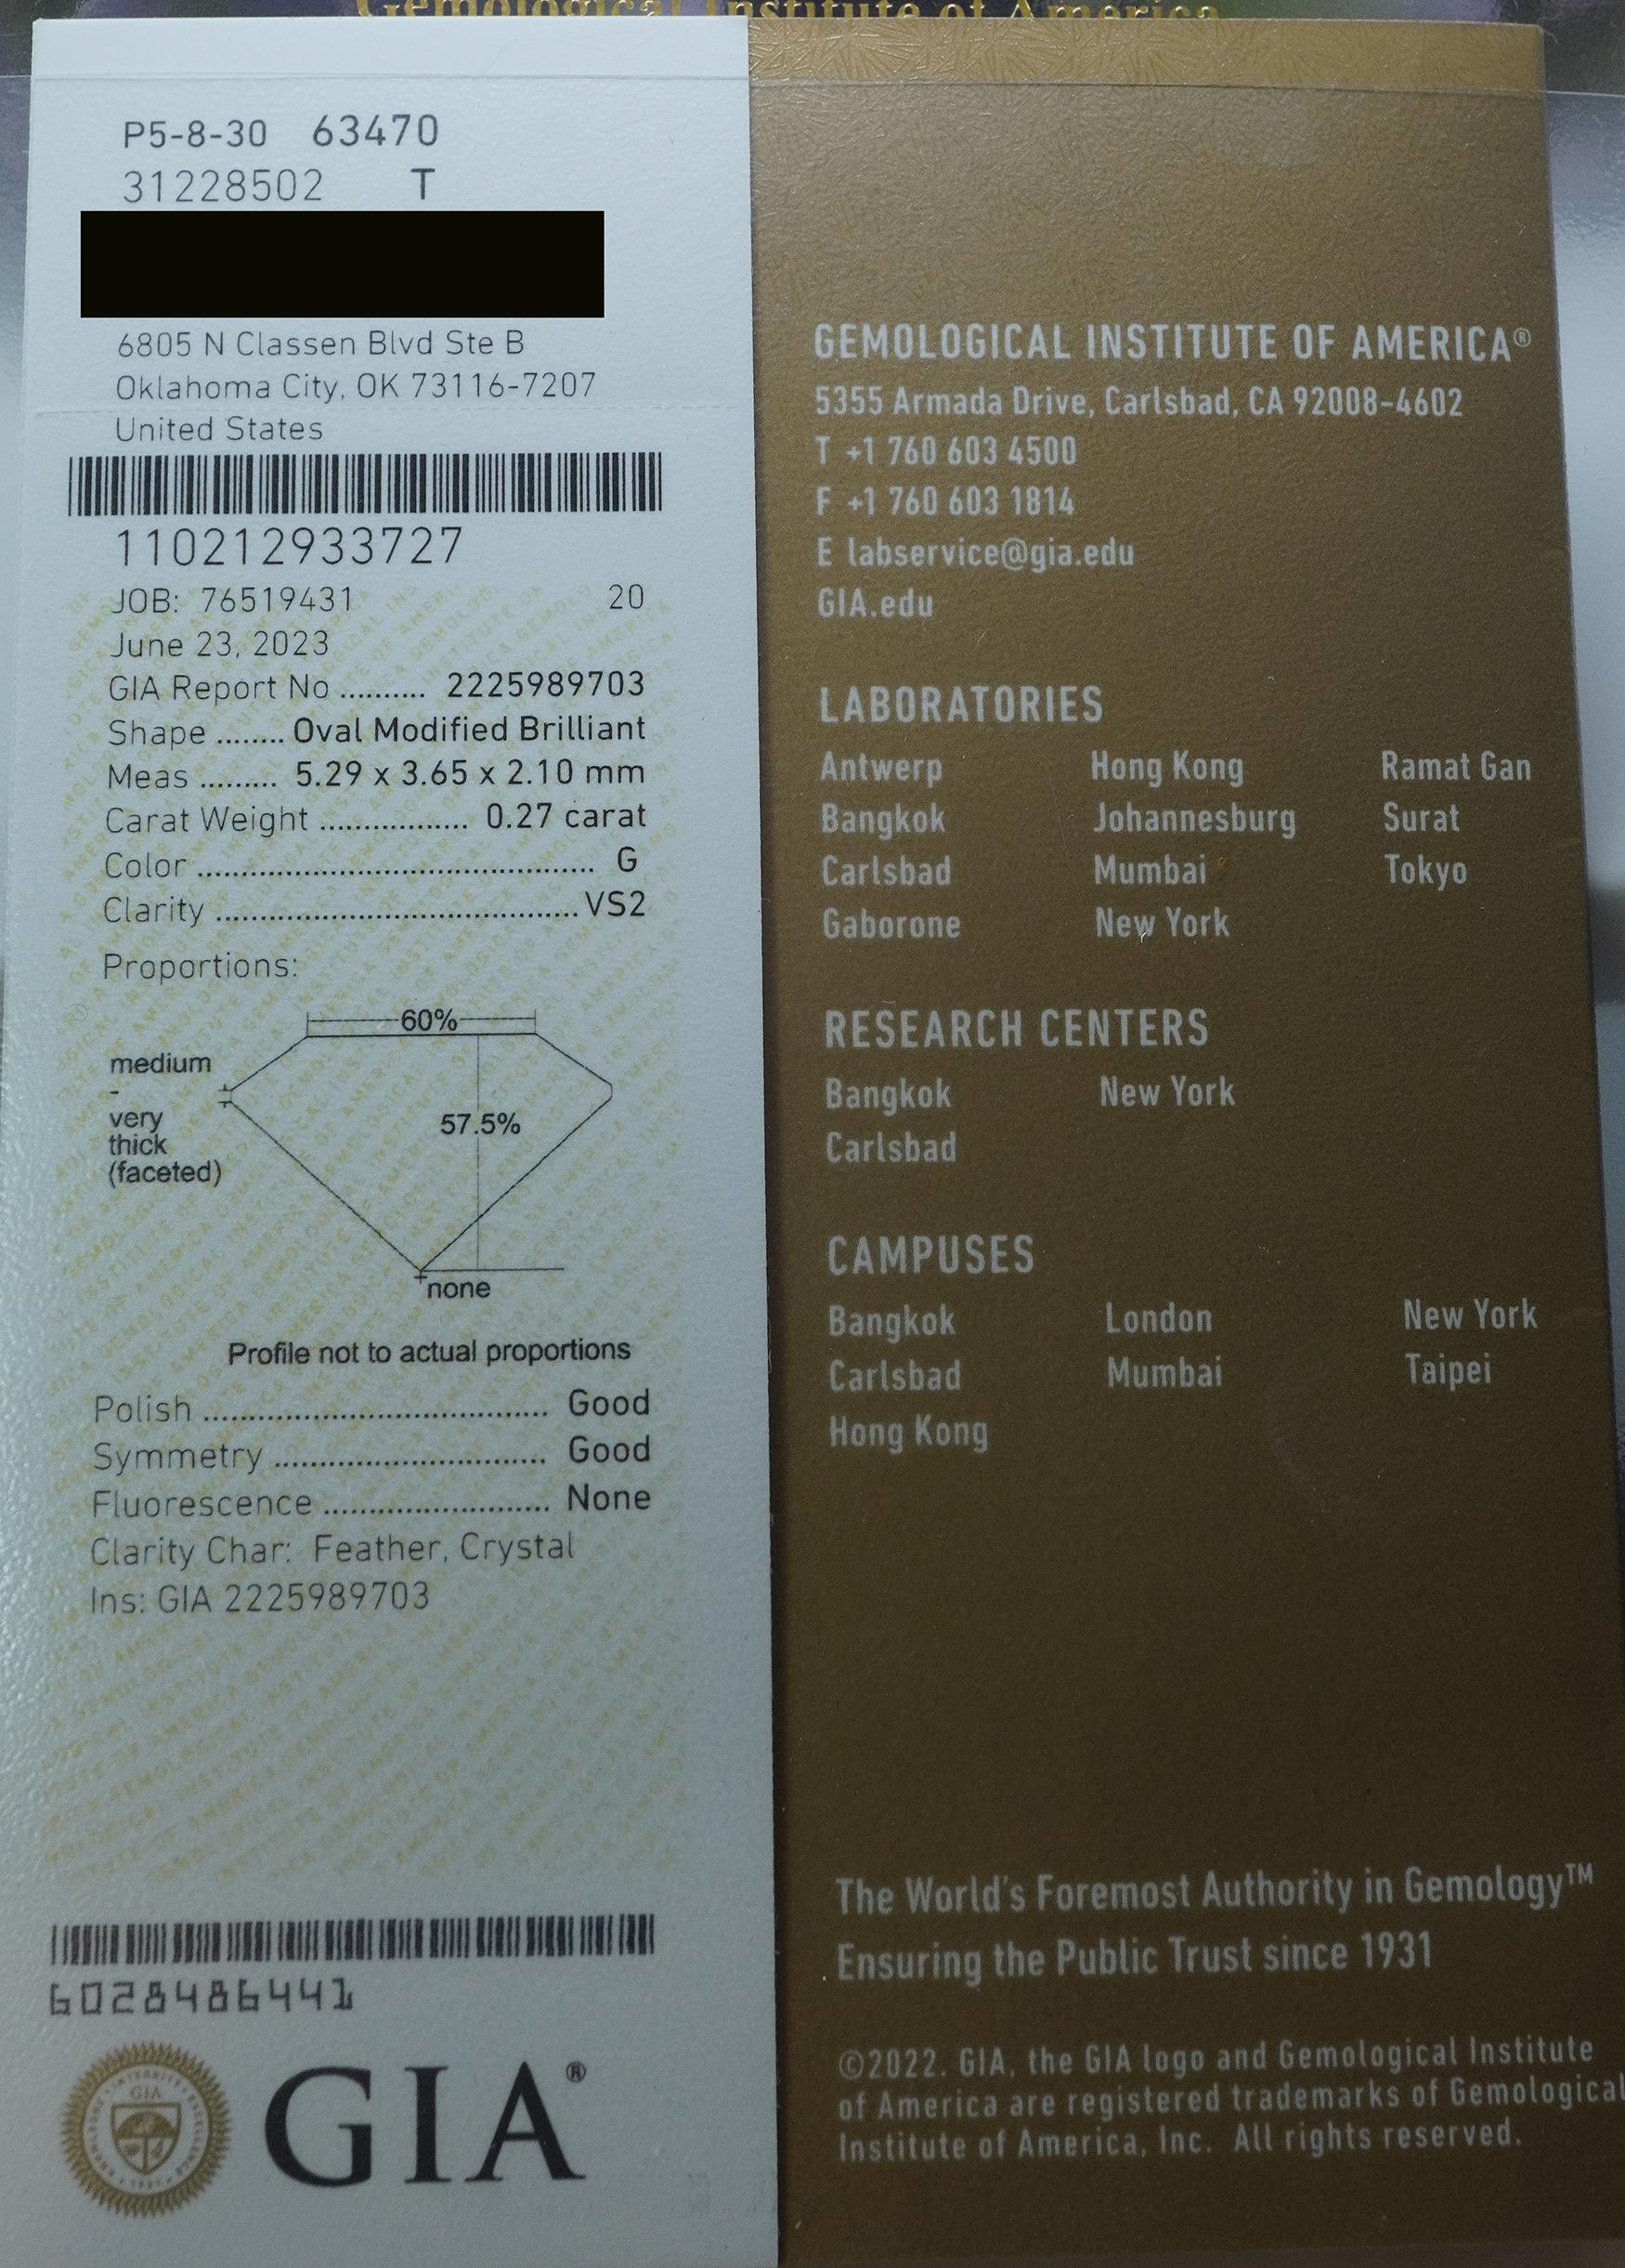 Gemological Institute of America
P5-8-30 63470
31228502 T
6805 N Classen Blvd Ste B
Oklahoma City, OK 73116-7207
United States
110212933727
JOB: 76519431 20
June 23, 2023
GIA Report No .......... 2225989703
Shape ........ Oval Modified Brilliant
Meas ......... 5.29 x 3.65 x 2.10 mm
Carat Weight ................. 0.27 carat
Color ............................................. G
Clarity ......................................... VS2
Proportions:
60%
medium
-
very
thick
(faceted)
57.5%
none
Profile not to actual proportions
Polish ....................................... Good
Symmetry ............................... Good
Fluorescence ......................... None
Clarity Char: Feather, Crystal
Ins: GIA 2225989703
6028486441
GIA®
GEMOLOGICAL INSTITUTE OF AMERICA®
5355 Armada Drive, Carlsbad, CA 92008-4602
T +1 760 603 4500
F +1 760 603 1814
E labservice@gia.edu
GIA.edu
LABORATORIES
Antwerp Hong Kong Ramat Gan
Bangkok Johannesburg Surat
Carlsbad Mumbai Tokyo
Gaborone New York
RESEARCH CENTERS
Bangkok New York
Carlsbad
CAMPUSES
Bangkok London New York
Carlsbad Mumbai Taipei
Hong Kong
The World's Foremost Authority in Gemology™
Ensuring the Public Trust since 1931
©2022. GIA, the GIA logo and Gemological Institute
of America are registered trademarks of Gemological
Institute of America, Inc. All rights reserved.